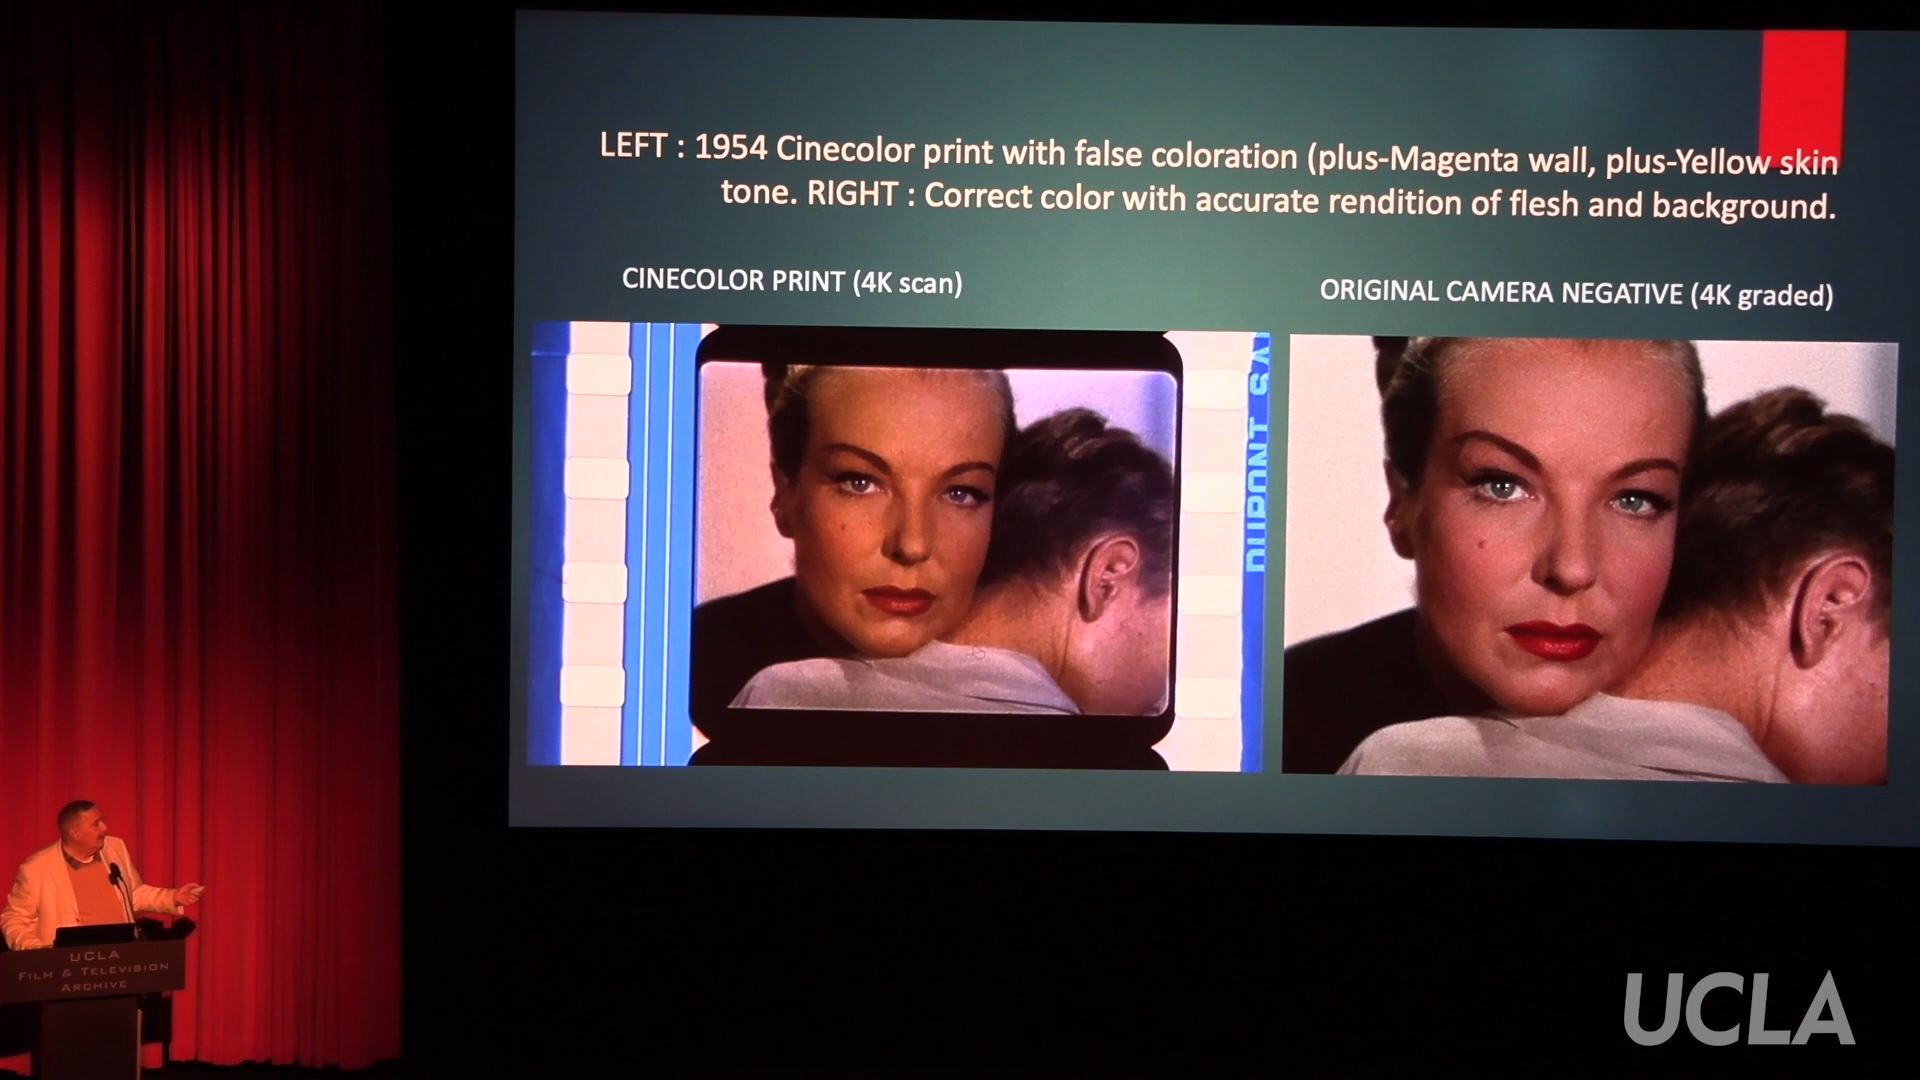 LEFT : 1954 Cinecolor print with false coloration (plus-Magenta wall, plus-Yellow skin
tone. RIGHT : Correct color with accurate rendition of flesh and background.
CINECOLOR PRINT (4K scan)
ORIGINAL CAMERA NEGATIVE (4K graded)
DUPONT SA
UCLA
FILM & TELEVISION
ARCHIVE
UCLA